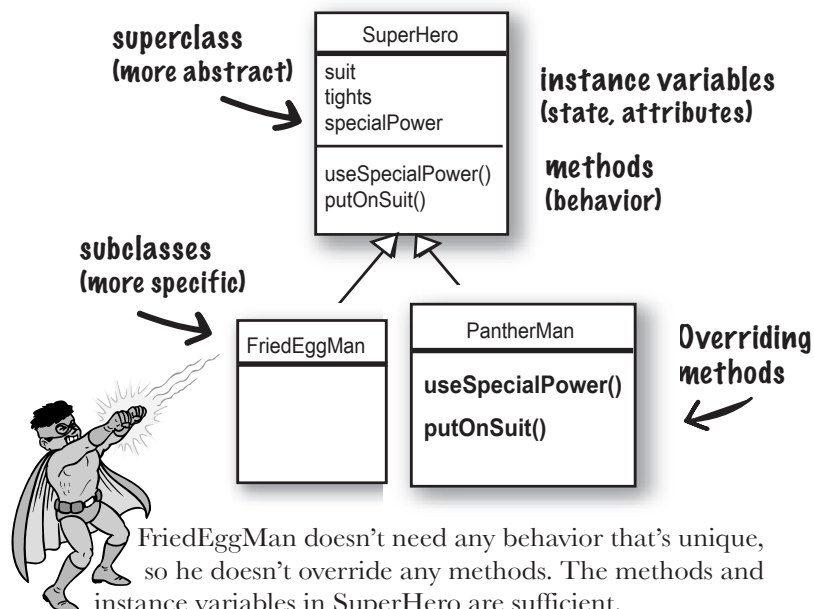 superclass
(more abstract)
SuperHero
suit
tights
specialPower
useSpecialPower()
putOnSuit()
instance variables
(state, attributes)
methods
(behavior)
subclasses
(more specific)
FriedEggMan
PantherMan
useSpecialPower()
putOnSuit()
Overriding
methods
FriedEggMan doesn’t need any behavior that’s unique,
so he doesn’t override any methods. The methods and
instance variables in SuperHero are sufficient.